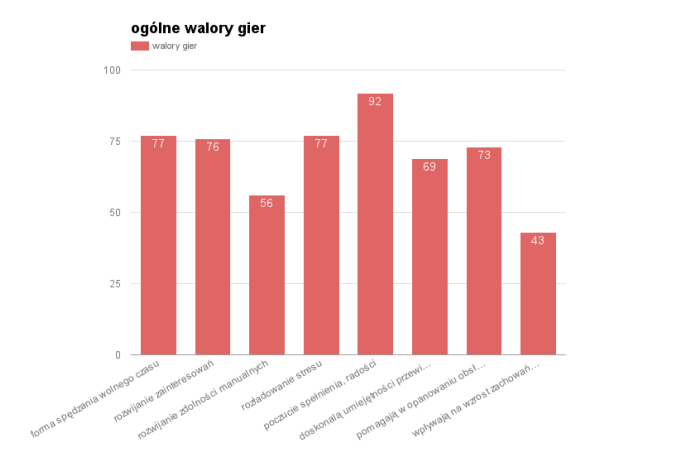 ogólne walory gier
walory gier
100
75
50
25
0
77
76
56
77
92
69
73
43
forma spędzania wolnego czasu
rozwijanie zainteresowań
rozwijanie zdolności manualnych
rozładowanie stresu
poczucie spełnienia, radości
doskonalą umiejętności przewi...
pomagają w opanowaniu obsł...
wpływają na wzrost zachowań...